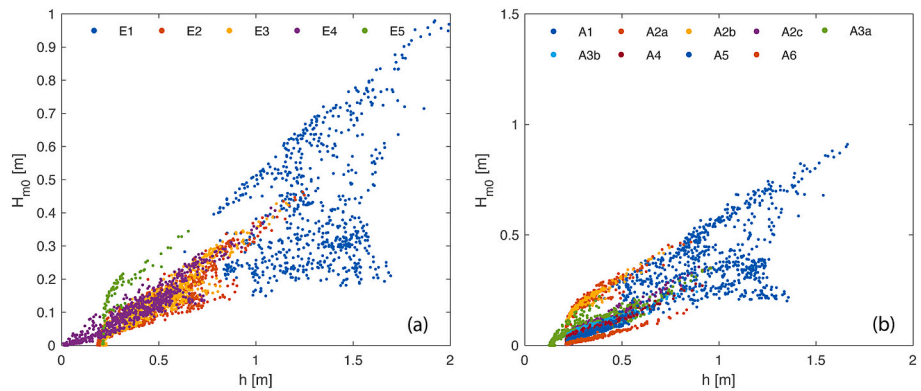 E1 E2 E3 E4 E5
1
0.9
0.8
0.7
0.6
0.5
0.4
0.3
0.2
0.1
0
0 0.5 1 1.5 2
H_m0 [m]
h [m]
(a)
A1 A2a A2b A2c A3a
A3b A4 A5 A6
1.5
1
0.5
0
0 0.5 1 1.5 2
H_m0 [m]
h [m]
(b)